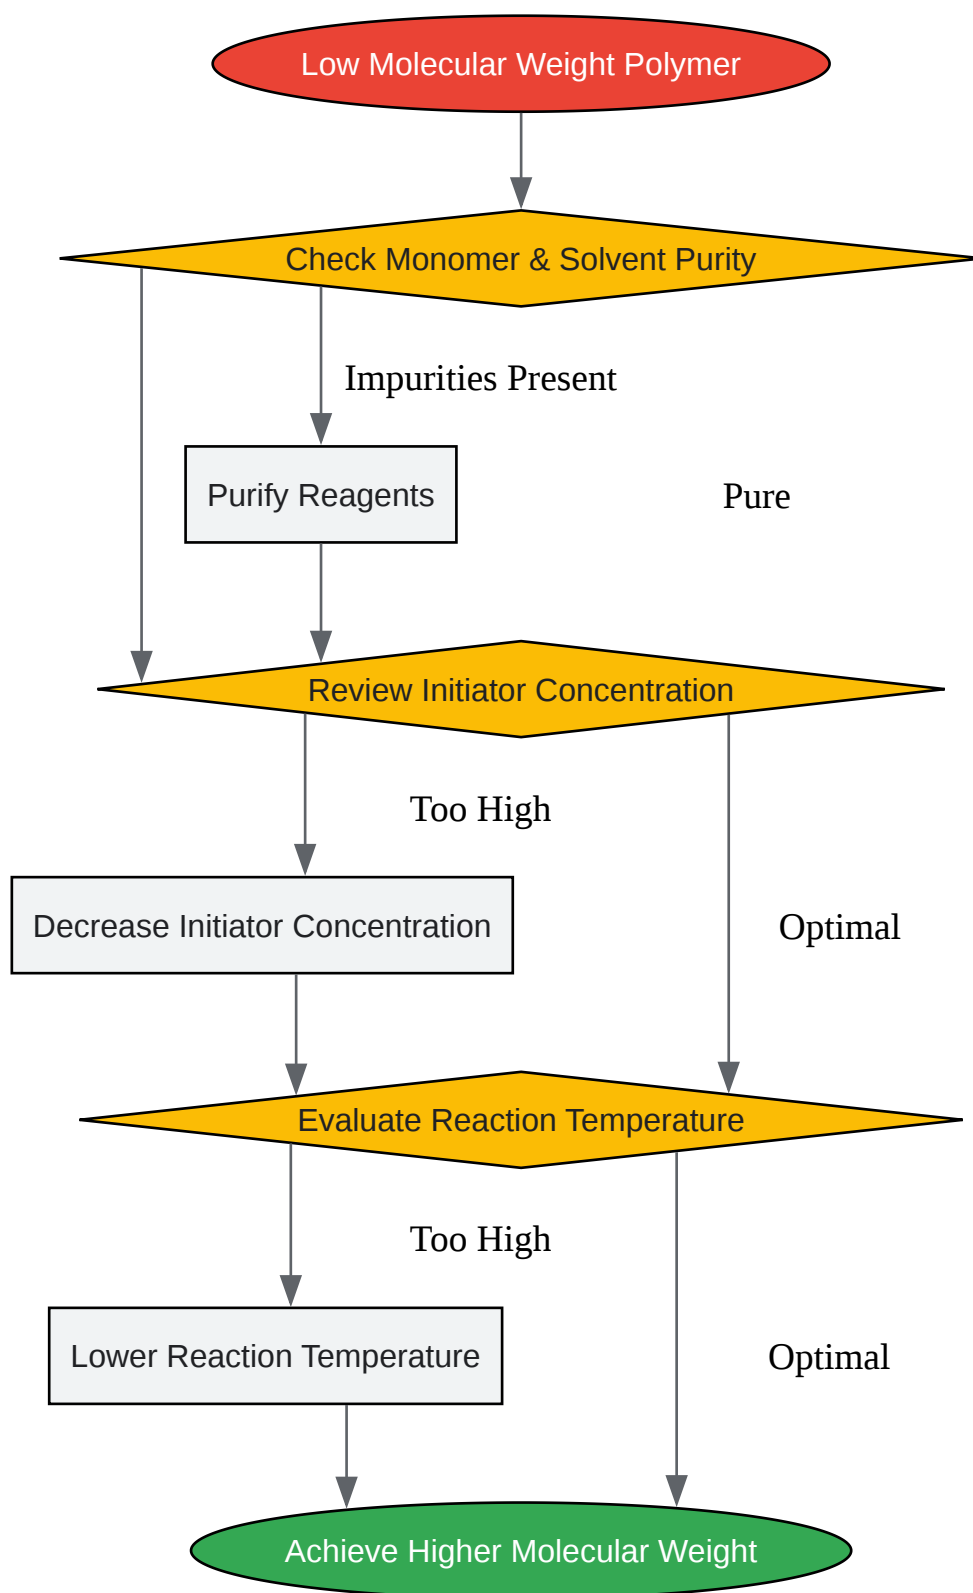 Low Molecular Weight Polymer
Check Monomer & Solvent Purity
Impurities Present
Purify Reagents
Pure
Review Initiator Concentration
Too High
Decrease Initiator Concentration
Optimal
Evaluate Reaction Temperature
Too High
Lower Reaction Temperature
Optimal
Achieve Higher Molecular Weight